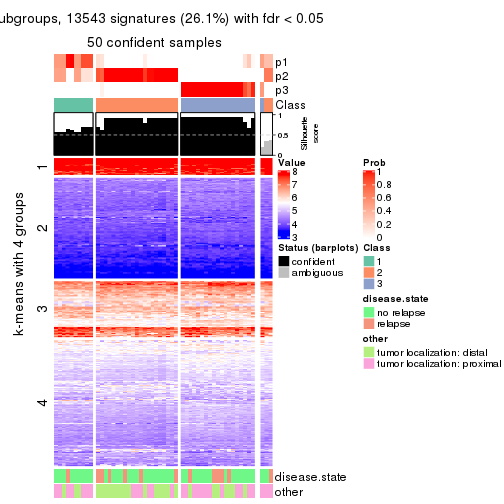 ubgroups, 13543 signatures (26.1%) with fdr < 0.05
50 confident samples
p1
p2
p3
Class
1
0.5
0
Silhouette
score
k-means with 4 groups
1
2
3
4
Value
8
7
6
5
4
3
Prob
1
0.8
0.6
0.4
0.2
0
Status (barplots)
confident
ambiguous
Class
1
2
3
disease.state
no relapse
relapse
other
tumor localization: distal
tumor localization: proximal
disease.state
other